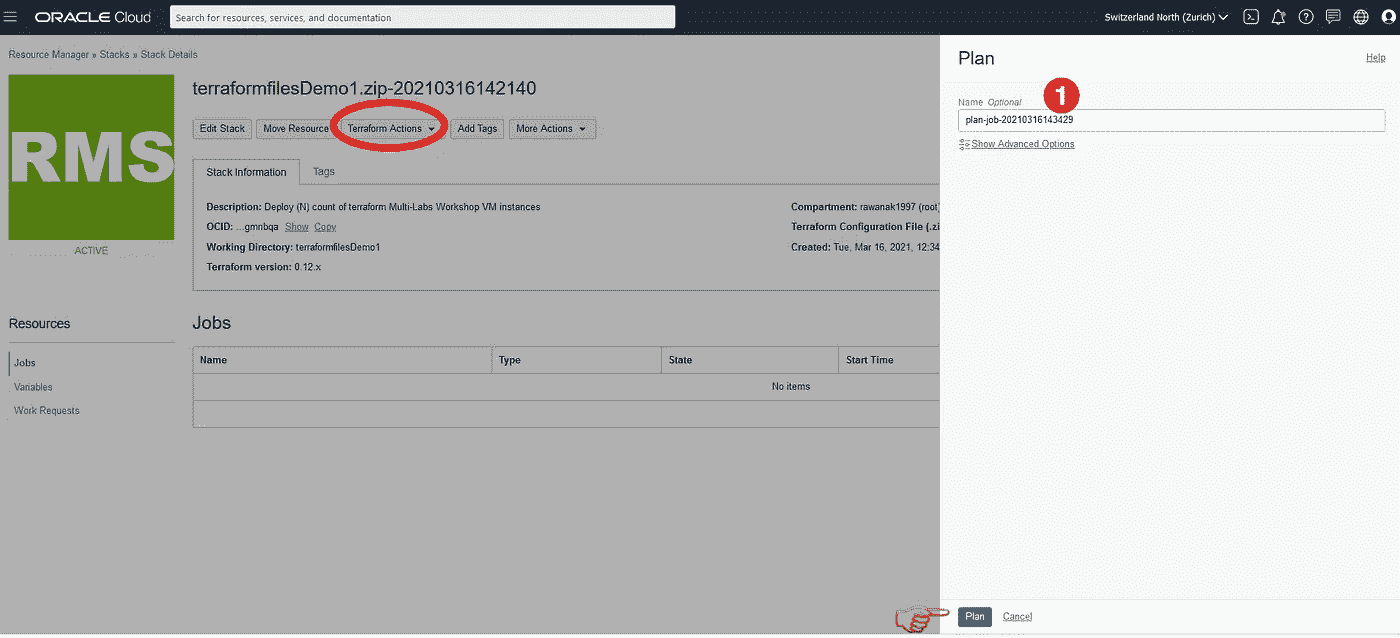 ORACLE Cloud
Search for resources, services, and documentation
Switzerland North (Zurich)
Resource Manager » Stacks » Stack Details
RMS
ACTIVE
terraformfilesDemo1.zip-20210316142140
Edit Stack Move Resource Terraform Actions Add Tags More Actions
Stack Information Tags
Description: Deploy (N) count of terraform Multi-Labs Workshop VM instances
OCID: ...gmnbqa Show Copy
Working Directory: terraformfilesDemo1
Terraform version: 0.12.x
Compartment: rawanak1997 (root)
Terraform Configuration File (.zi
Created: Tue, Mar 16, 2021, 12:34
Resources
Jobs
Variables
Work Requests
Jobs
Name Type State Start Time
No items
Plan
Help
1
Name Optional
plan-job-20210316143429
Show Advanced Options
Plan Cancel